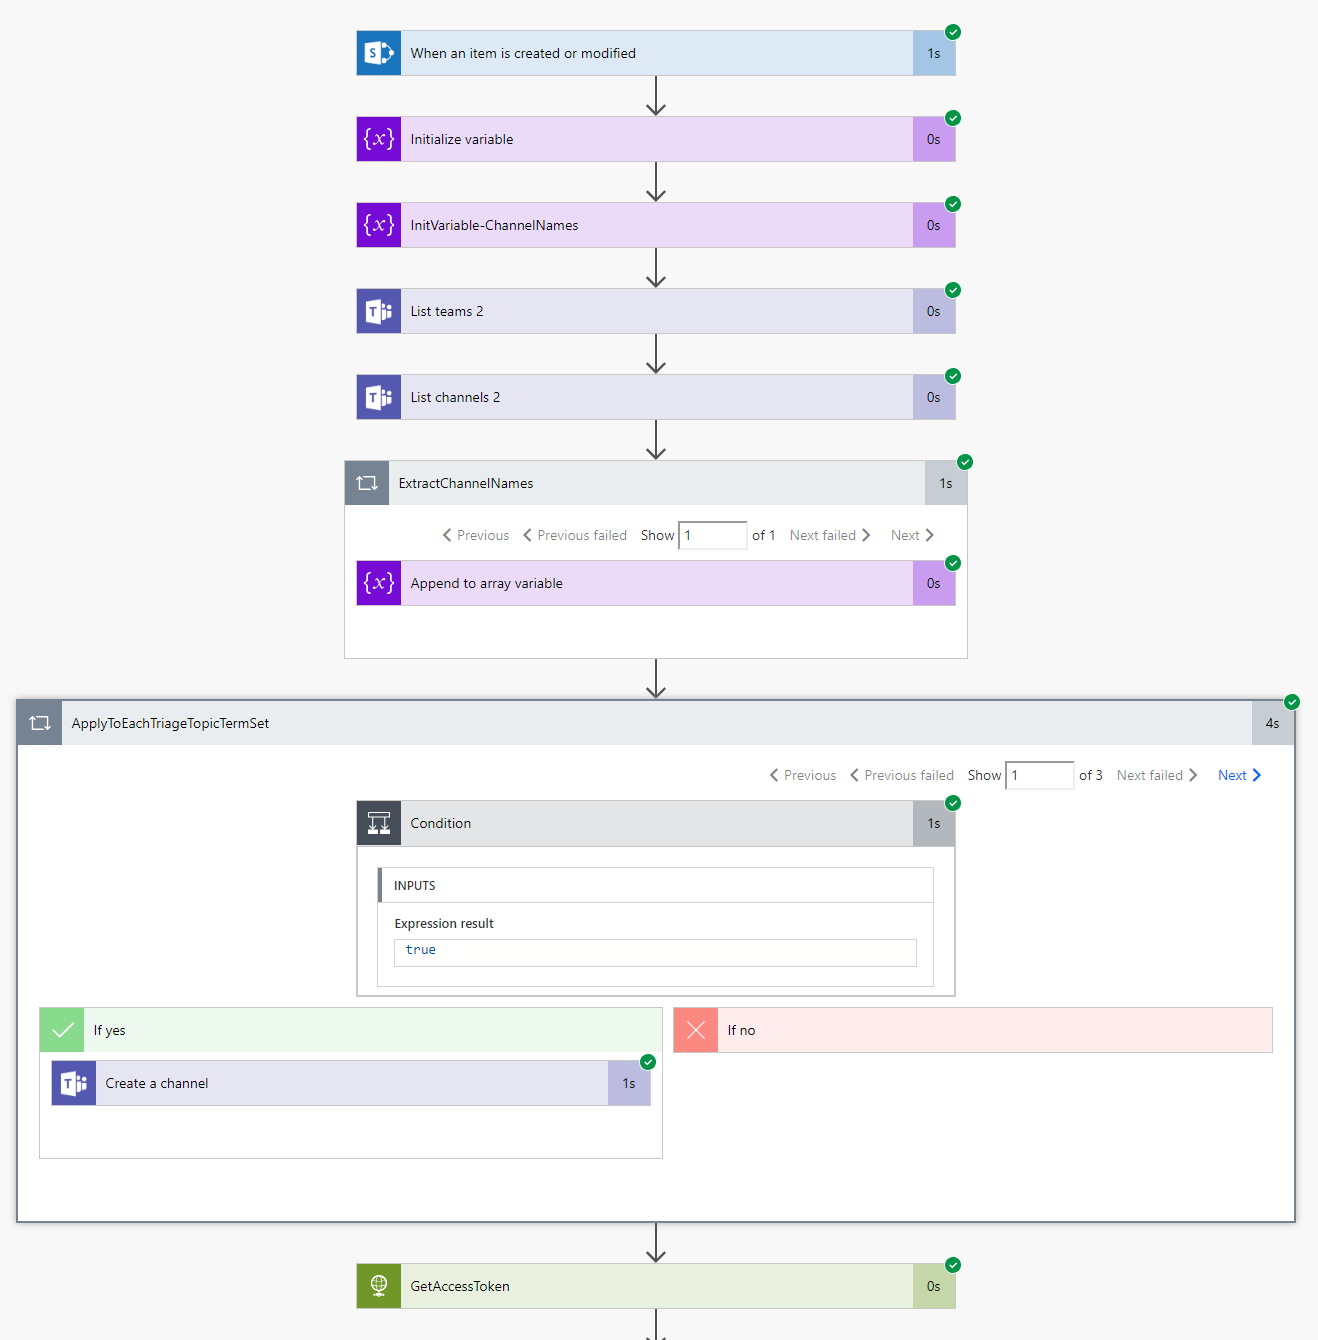 When an item is created or modified 1s
{x} Initialize variable 0s
{x} InitVariable-ChannelNames 0s
List teams 2 0s
List channels 2 0s
ExtractChannelNames 1s
Previous Previous failed Show 1 of 1 Next failed Next
{x} Append to array variable 0s
ApplyToEachTriageTopicTermSet 4s
Previous Previous failed Show 1 of 3 Next failed Next
Condition 1s
INPUTS
Expression result
true
If yes If no
Create a channel 1s
GetAccessToken 0s